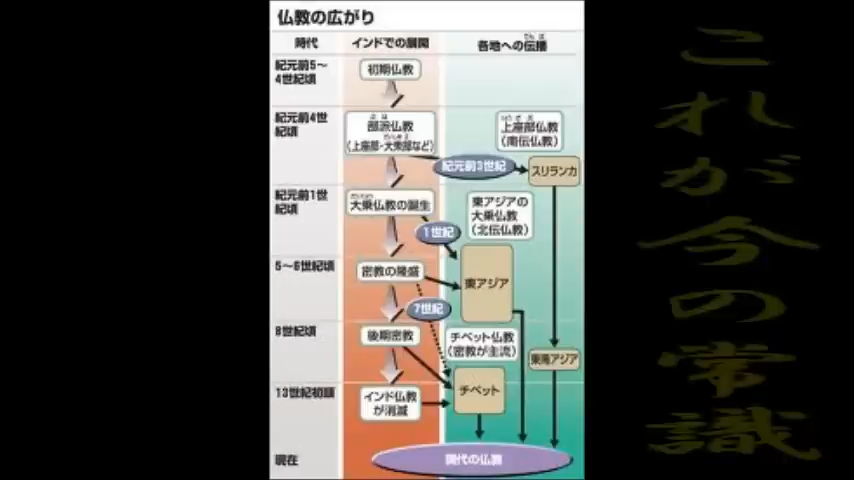 仏教の広がり
時代
インドでの展開
各地への伝播
でんぱ
紀元前5～
4世紀頃
初期仏教
紀元前4世
紀頃
ぶは
部派仏教
(上座部・大衆部など)
上座部仏教
(南伝仏教)
紀元前3世紀
スリランカ
紀元前1世
紀頃
大乗仏教の誕生
東アジアの
大乗仏教
(北伝仏教)
1世紀
5～6世紀頃
密教の隆盛
東アジア
7世紀
8世紀頃
後期密教
チベット仏教
(密教が主流)
東南アジア
13世紀初頭
インド仏教
が消滅
チベット
現在
現代の仏教
これが今の常識